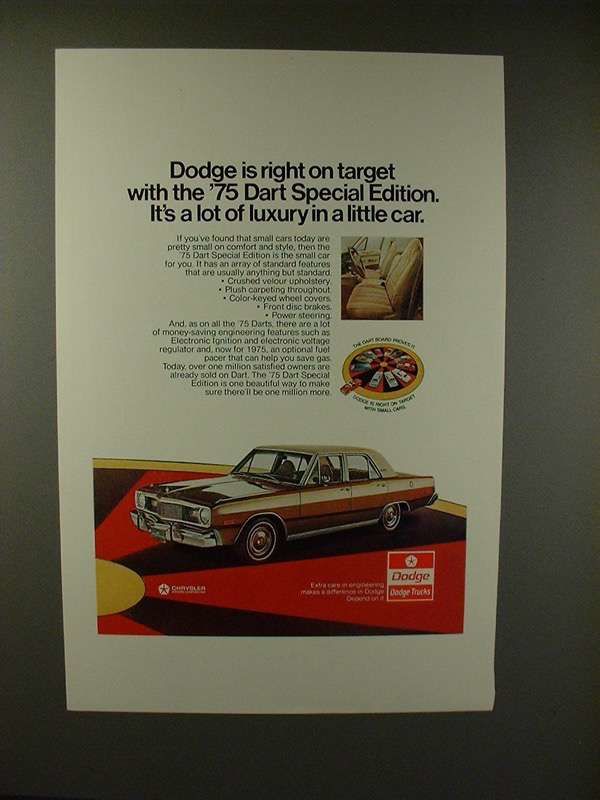 Dodge is right on target
with the '75 Dart Special Edition.
It's a lot of luxury in a little car.
If you've found that small cars today are
pretty small on comfort and style, then the
'75 Dart Special Edition is the small car
for you. It has an array of standard features
that are usually anything but standard.
• Crushed velour upholstery.
• Plush carpeting throughout.
• Color-keyed wheel covers.
• Front disc brakes.
• Power steering.
And, as on all the '75 Darts, there are a lot
of money-saving engineering features such as
Electronic Ignition and electronic voltage
regulator and, now for 1975, an optional fuel
pacer that can help you save gas.
Today, over one million satisfied owners are
already sold on Dart. The '75 Dart Special
Edition is one beautiful way to make
sure there'll be one million more.
THE DART BOARD PROVES IT
DODGE IS RIGHT ON TARGET
WITH SMALL CARS.
CHRYSLER
MOTORS CORPORATION
Extra care in engineering
makes a difference in Dodge.
Depend on it.
Dodge
Dodge Trucks